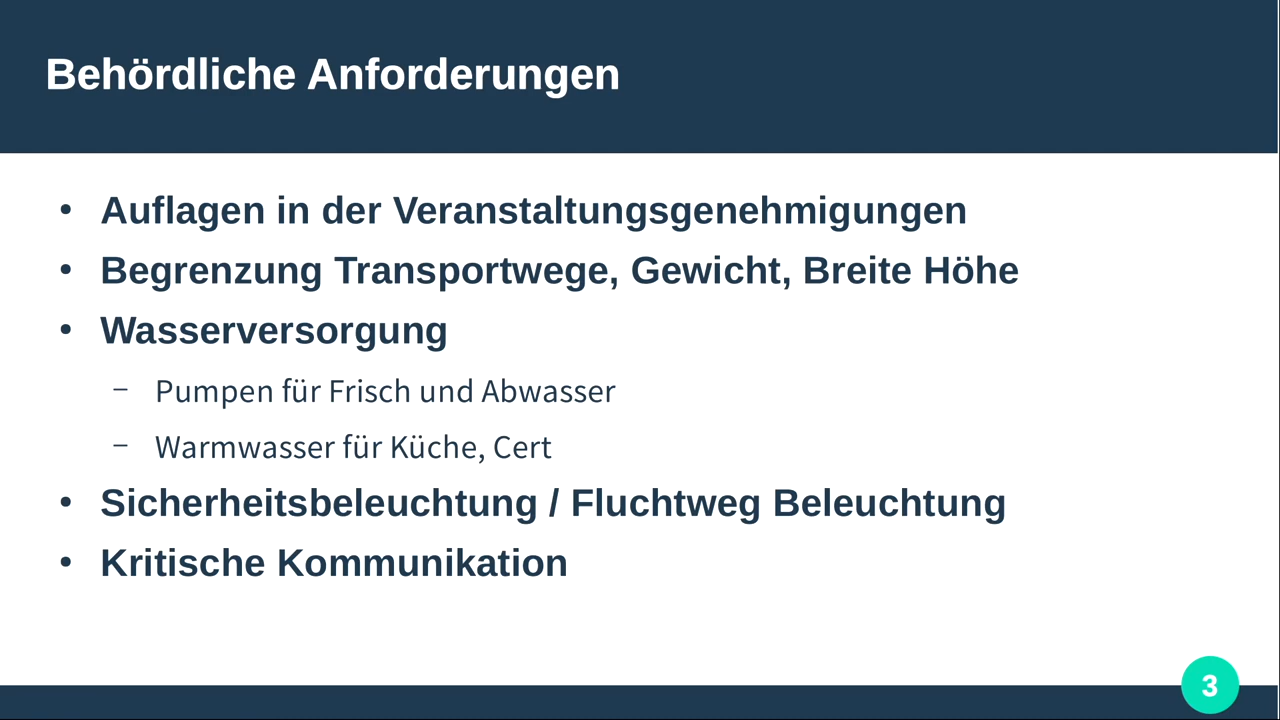 Behördliche Anforderungen
• Auflagen in der Veranstaltungsgenehmigungen
• Begrenzung Transportwege, Gewicht, Breite Höhe
• Wasserversorgung
– Pumpen für Frisch und Abwasser
– Warmwasser für Küche, Cert
• Sicherheitsbeleuchtung / Fluchtweg Beleuchtung
• Kritische Kommunikation
3